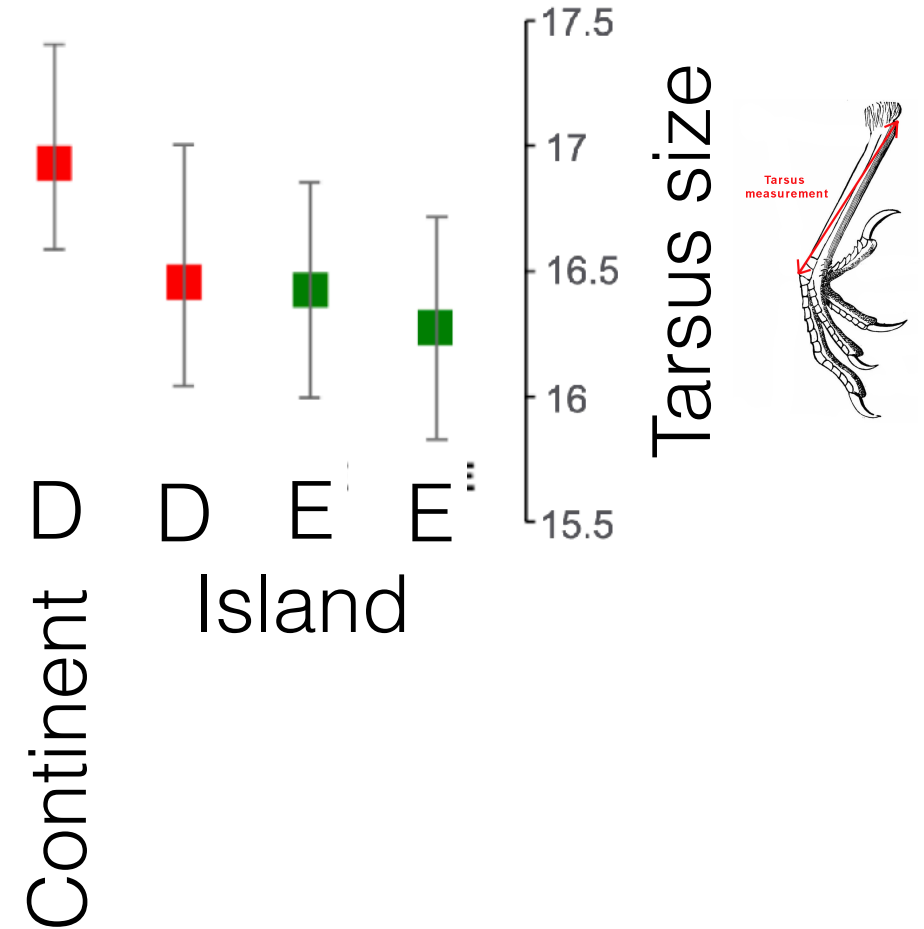 17.5
17
16.5
16
15.5
Tarsus size
Tarsus
measurement
D D E E
Island
Continent